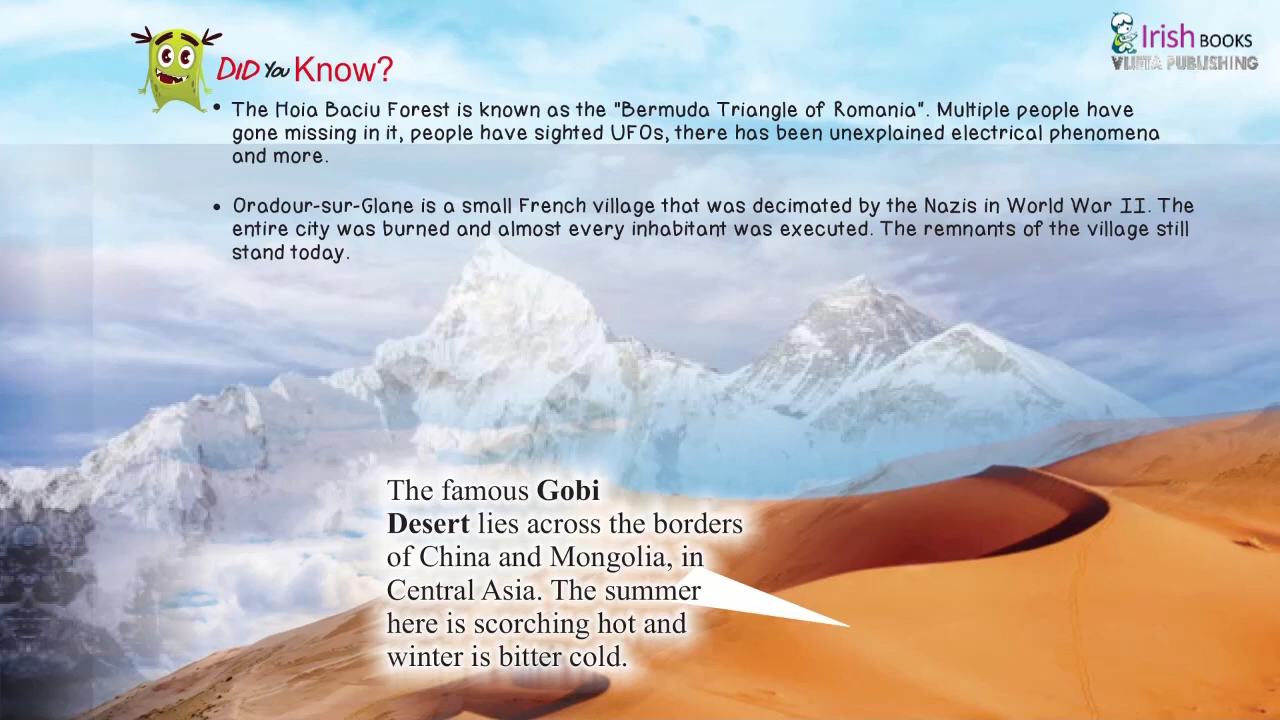 Irish BOOKS
VIJETA PUBLISHING
DID You Know?
• The Hoia Baciu Forest is known as the "Bermuda Triangle of Romania". Multiple people have
gone missing in it, people have sighted UFOs, there has been unexplained electrical phenomena
and more.
• Oradour-sur-Glane is a small French village that was decimated by the Nazis in World War II. The
entire city was burned and almost every inhabitant was executed. The remnants of the village still
stand today.
The famous Gobi
Desert lies across the borders
of China and Mongolia, in
Central Asia. The summer
here is scorching hot and
winter is bitter cold.